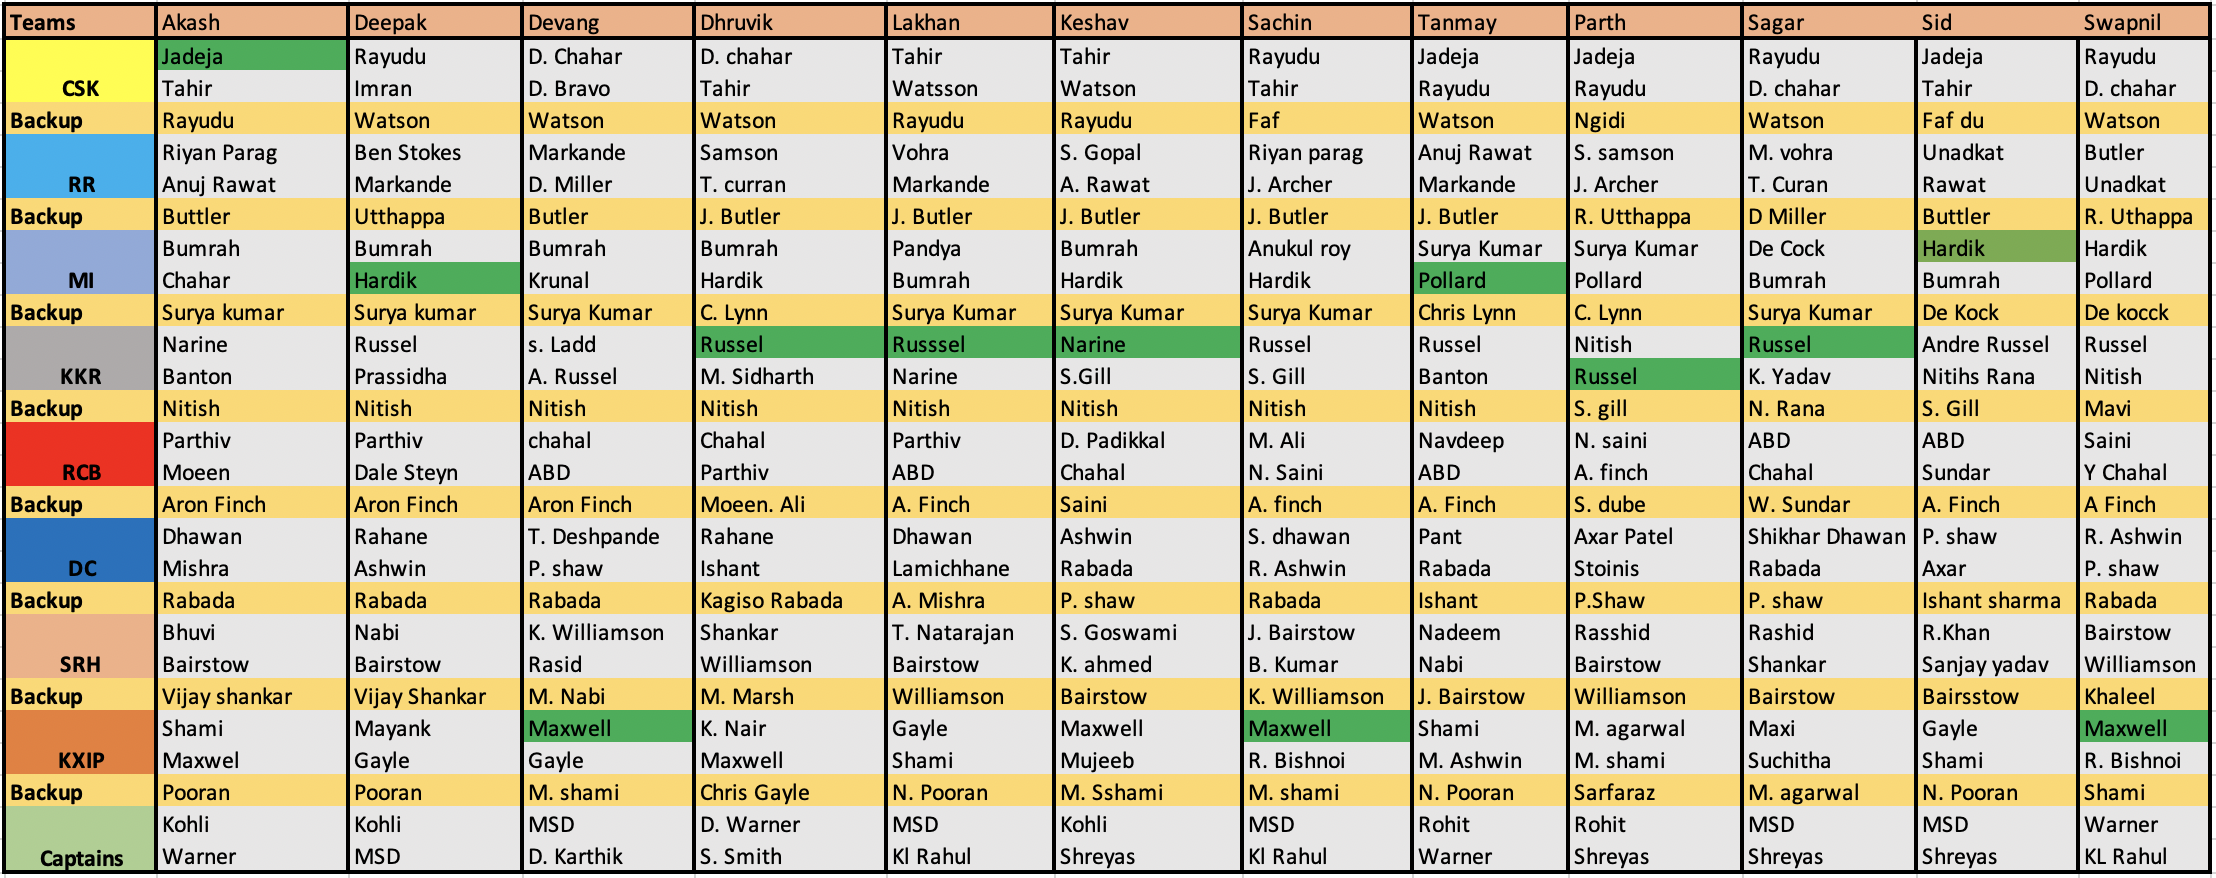 Teams Akash Deepak Devang Dhruvik Lakhan Keshav Sachin Tanmay Parth Sagar Sid Swapnil
Jadeja Rayudu D. Chahar D. chahar Tahir Tahir Rayudu Jadeja Jadeja Rayudu Jadeja Rayudu
CSK Tahir Imran D. Bravo Tahir Watsson Watson Tahir Rayudu Rayudu D. chahar Tahir D. chahar
Backup Rayudu Watson Watson Watson Rayudu Rayudu Faf Watson Ngidi Watson Faf du Watson
Riyan Parag Ben Stokes Markande Samson Vohra S. Gopal Riyan parag Anuj Rawat S. samson M. vohra Unadkat Butler
RR Anuj Rawat Markande D. Miller T. curran Markande A. Rawat J. Archer Markande J. Archer T. Curan Rawat Unadkat
Backup Buttler Utthappa Butler J. Butler J. Butler J. Butler J. Butler J. Butler R. Utthappa D Miller Buttler R. Uthappa
Bumrah Bumrah Bumrah Bumrah Pandya Bumrah Anukul roy Surya Kumar Surya Kumar De Cock Hardik Hardik
MI Chahar Hardik Krunal Hardik Bumrah Hardik Hardik Pollard Pollard Bumrah Bumrah Pollard
Backup Surya kumar Surya kumar Surya Kumar C. Lynn Surya Kumar Surya Kumar Surya Kumar Chris Lynn C. Lynn Surya Kumar De Kock De kocck
Narine Russel s. Ladd Russel Russsel Narine Russel Russel Nitish Russel Andre Russel Russel
KKR Banton Prassidha A. Russel M. Sidharth Narine S.Gill S. Gill Banton Russel K. Yadav Nitihs Rana Nitish
Backup Nitish Nitish Nitish Nitish Nitish Nitish Nitish Nitish S. gill N. Rana S. Gill Mavi
Parthiv Parthiv chahal Chahal Parthiv D. Padikkal M. Ali Navdeep N. saini ABD ABD Saini
RCB Moeen Dale Steyn ABD Parthiv ABD Chahal N. Saini ABD A. finch Chahal Sundar Y Chahal
Backup Aron Finch Aron Finch Aron Finch Moeen. Ali A. Finch Saini A. finch A. Finch S. dube W. Sundar A. Finch A Finch
Dhawan Rahane T. Deshpande Rahane Dhawan Ashwin S. dhawan Pant Axar Patel Shikhar Dhawan P. shaw R. Ashwin
DC Mishra Ashwin P. shaw Ishant Lamichhane Rabada R. Ashwin Rabada Stoinis Rabada Axar P. shaw
Backup Rabada Rabada Rabada Kagiso Rabada A. Mishra P. shaw Rabada Ishant P.Shaw P. shaw Ishant sharma Rabada
Bhuvi Nabi K. Williamson Shankar T. Natarajan S. Goswami J. Bairstow Nadeem Rasshid Rashid R.Khan Bairstow
SRH Bairstow Bairstow Rasid Williamson Bairstow K. ahmed B. Kumar Nabi Bairstow Shankar Sanjay yadav Williamson
Backup Vijay shankar Vijay Shankar M. Nabi M. Marsh Williamson Bairstow K. Williamson J. Bairstow Williamson Bairstow Bairsstow Khaleel
Shami Mayank Maxwell K. Nair Gayle Maxwell Maxwell Shami M. agarwal Maxi Gayle Maxwell
KXIP Maxwel Gayle Gayle Maxwell Shami Mujeeb R. Bishnoi M. Ashwin M. shami Suchitha Shami R. Bishnoi
Backup Pooran Pooran M. shami Chris Gayle N. Pooran M. Sshami M. shami N. Pooran Sarfaraz M. agarwal N. Pooran Shami
Kohli Kohli MSD D. Warner MSD Kohli MSD Rohit Rohit MSD MSD Warner
Captains Warner MSD D. Karthik S. Smith Kl Rahul Shreyas Kl Rahul Warner Shreyas Shreyas Shreyas KL Rahul